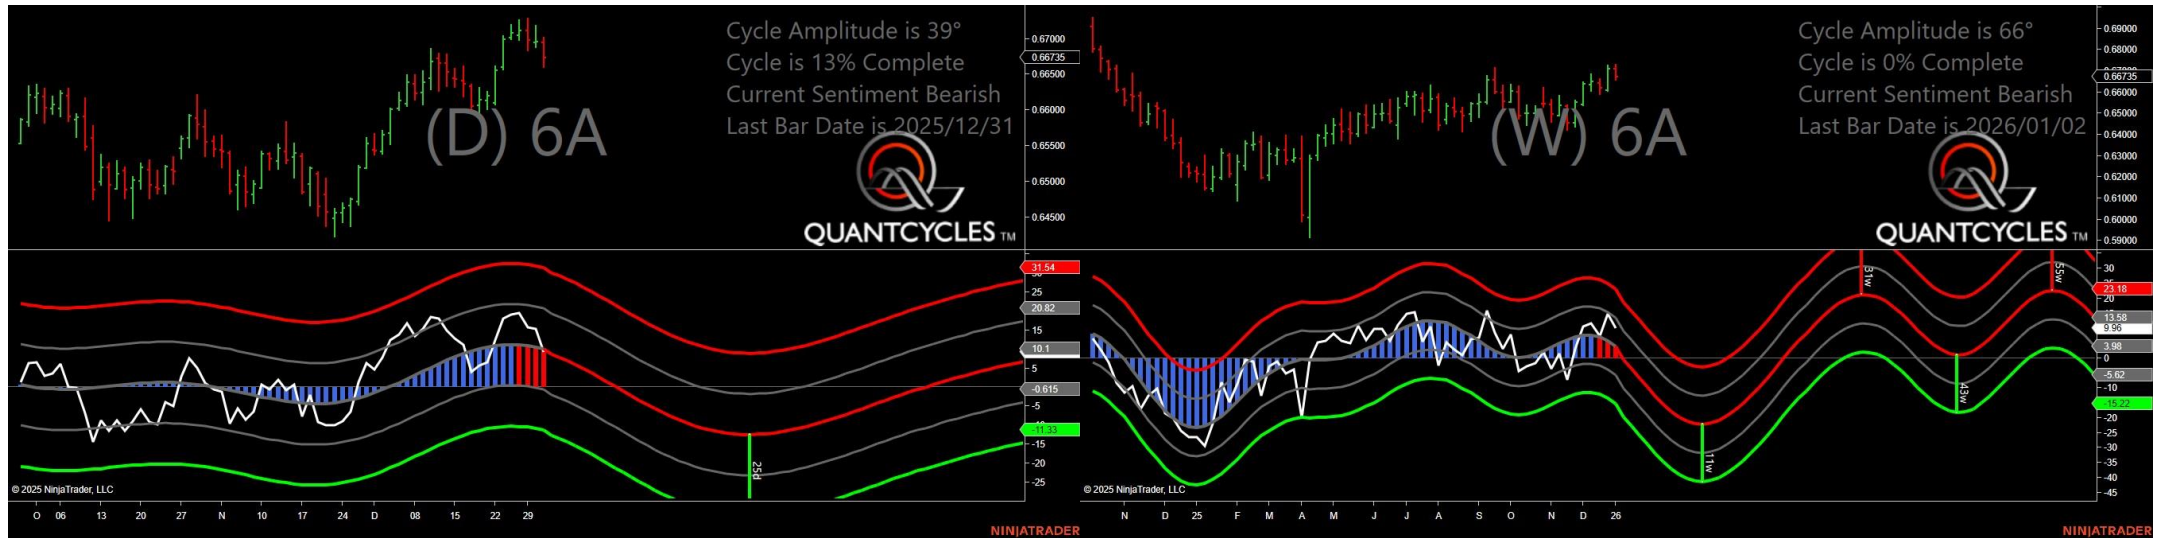 Cycle Amplitude is 39°
Cycle is 13% Complete
Current Sentiment Bearish
Last Bar Date is 2025/12/31
(D) 6A
QUANTCYCLES TM
0.67000
0.66735
0.66500
0.66000
0.65500
0.65000
0.64500
31.54
25
20.82
15
10.1
5
-0.615
-5
-11.33
-15
-20
-25
25d
© 2025 NinjaTrader, LLC
O 06 13 20 27 N 10 17 24 D 08 15 22 29
NINJATRADER
Cycle Amplitude is 66°
Cycle is 0% Complete
Current Sentiment Bearish
Last Bar Date is 2026/01/02
(W) 6A
QUANTCYCLES TM
0.69000
0.68000
0.66735
0.66000
0.65000
0.64000
0.63000
0.62000
0.61000
0.60000
0.59000
31w
55w
43w
11w
30
23.18
20
13.58
9.96
3.98
0
-5.62
-10
-15.22
-20
-25
-30
-35
-40
-45
© 2025 NinjaTrader, LLC
N D 25 F M A M J J A S O N D 26
NINJATRADER